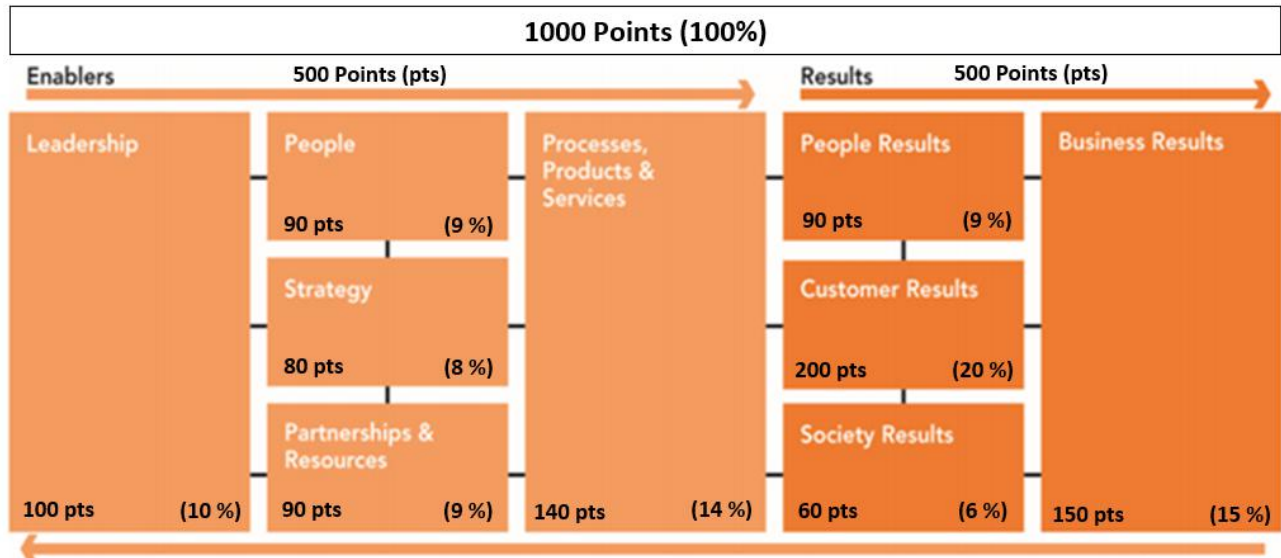 1000 Points (100%)
Enablers
500 Points (pts)
Results
500 Points (pts)
Leadership
100 pts (10 %)
People
90 pts (9 %)
Strategy
80 pts (8 %)
Partnerships &
Resources
90 pts (9 %)
Processes,
Products &
Services
140 pts (14 %)
People Results
90 pts (9 %)
Customer Results
200 pts (20 %)
Society Results
60 pts (6 %)
Business Results
150 pts (15 %)